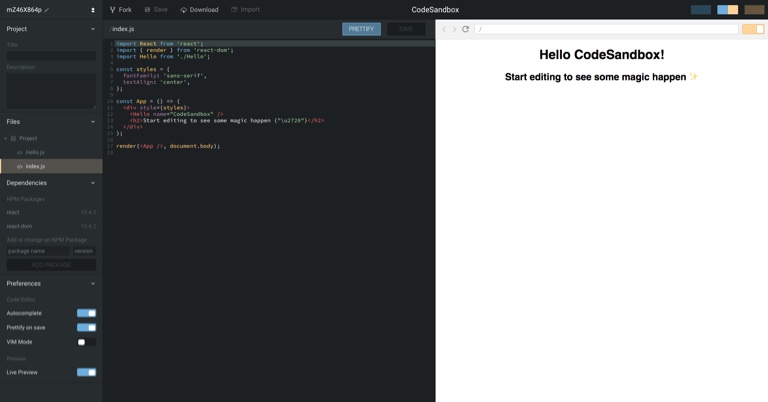 mZ46X864p
Fork
Save
Download
Import
CodeSandbox
Project
Title
Description
Files
Project
Hello.js
index.js
Dependencies
NPM Packages
react
react-dom
Add or change an NPM Package
package name
version
ADD PACKAGE
Preferences
Code Editor
Autocomplete
Prettify on save
VIM Mode
Preview
Live Preview
/index.js
PRETTIFY
SAVE
1 import React from 'react';
2 import { render } from 'react-dom';
3 import Hello from './Hello';
4
5 const styles = {
6 fontFamily: 'sans-serif',
7 textAlign: 'center',
8 };
9
10 const App = () => (
11 <div style={styles}>
12 <Hello name="CodeSandbox" />
13 <h2>Start editing to see some magic happen {"\u2728"}</h2>
14 </div>
15 );
16
17 render(<App />, document.body);
18
/
Hello CodeSandbox!
Start editing to see some magic happen ✨